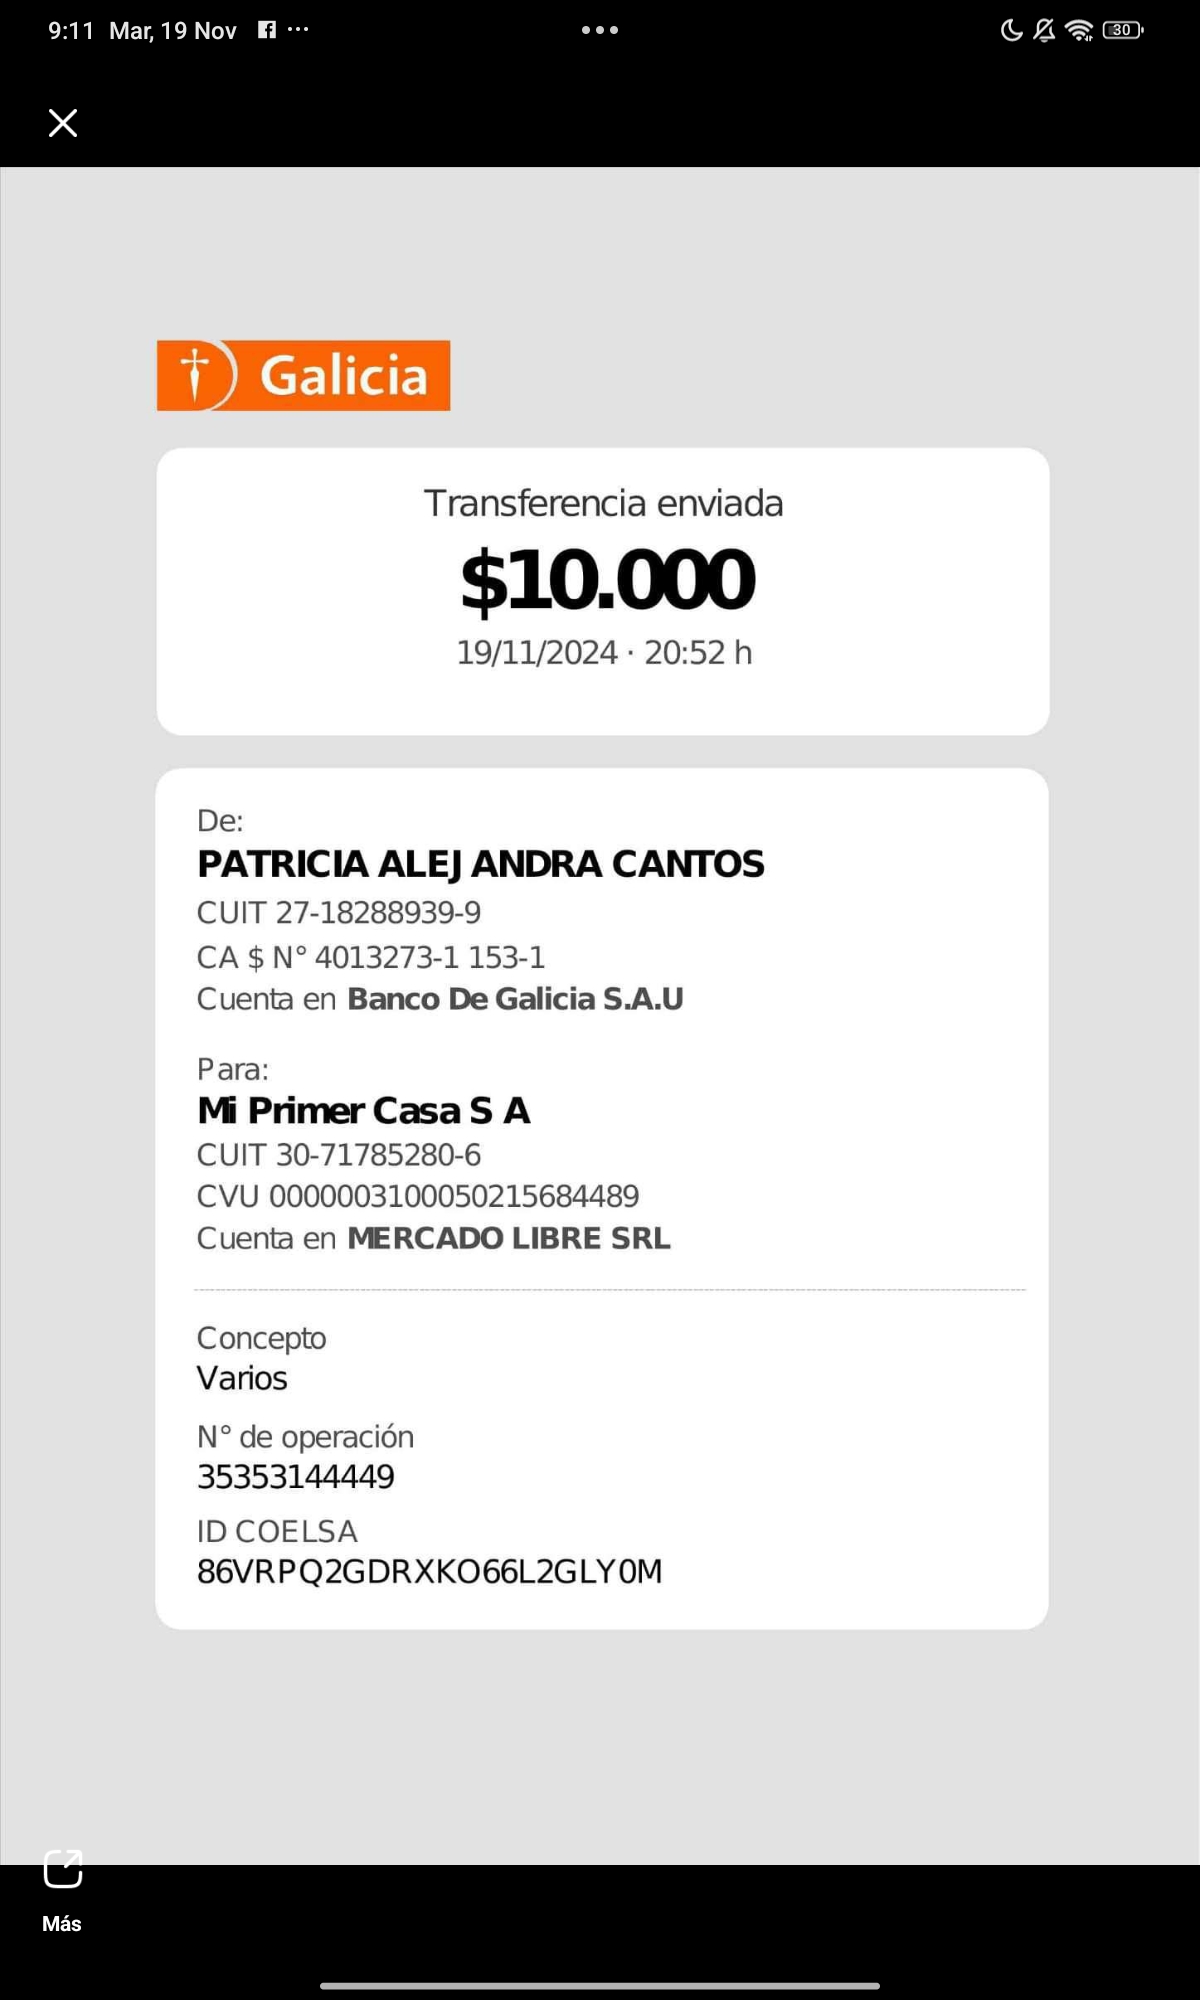 9:11 Mar, 19 Nov
30
Galicia
Transferencia enviada
$10.000
19/11/2024 · 20:52 h
De:
PATRICIA ALEJANDRA CANTOS
CUIT 27-18288939-9
CA $ N° 4013273-1 153-1
Cuenta en Banco De Galicia S.A.U
Para:
Mi Primer Casa S A
CUIT 30-71785280-6
CVU 0000003100050215684489
Cuenta en MERCADO LIBRE SRL
Concepto
Varios
N° de operación
35353144449
ID COELSA
86VRPQ2GDRXKO66L2GLY0M
Más